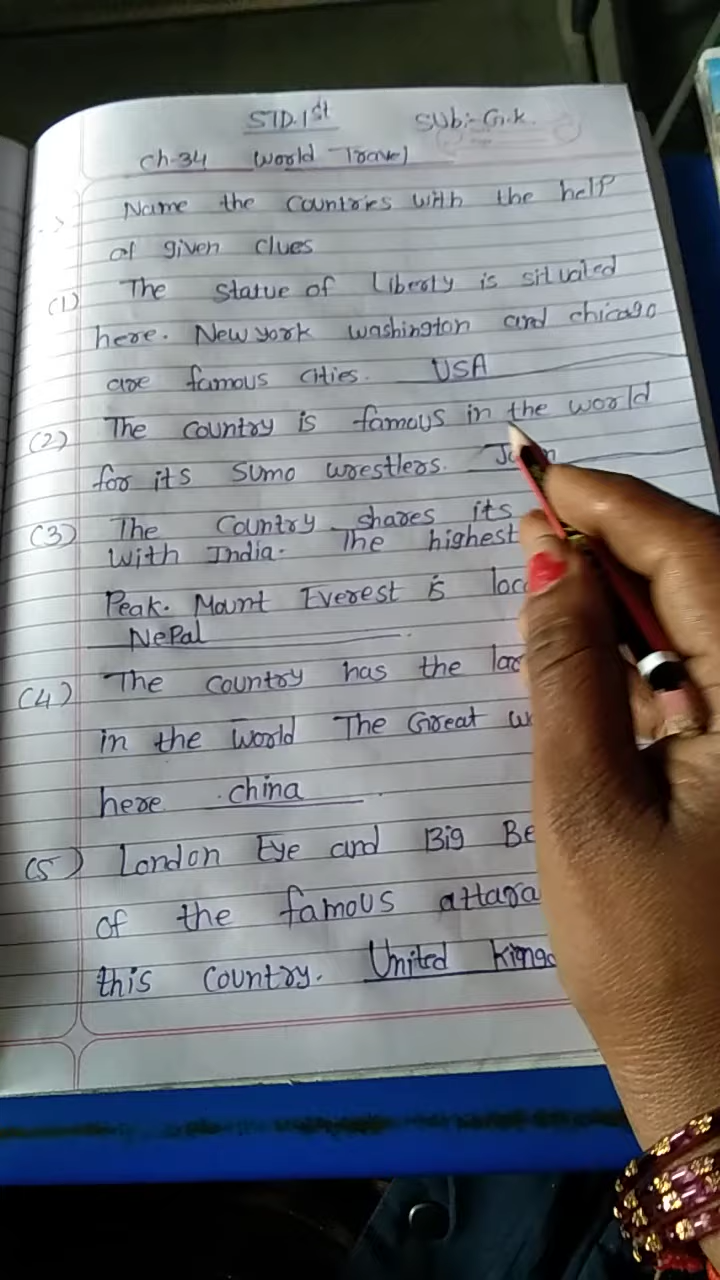 STD. 1st Sub:- G.K.
Ch-34 World Travel
Name the Countries with the help
of given clues
(1) The Statue of Liberty is situated
here. New york washington and chicago
are famous cities. USA
(2) The country is famous in the world
for its sumo wrestlers.
(3) The Country shares its
with India. The highest
Peak. Mount Everest is
Nepal
(4) The country has the
in the world The Great
here china
(5) London Eye and Big
of the famous
this country. United